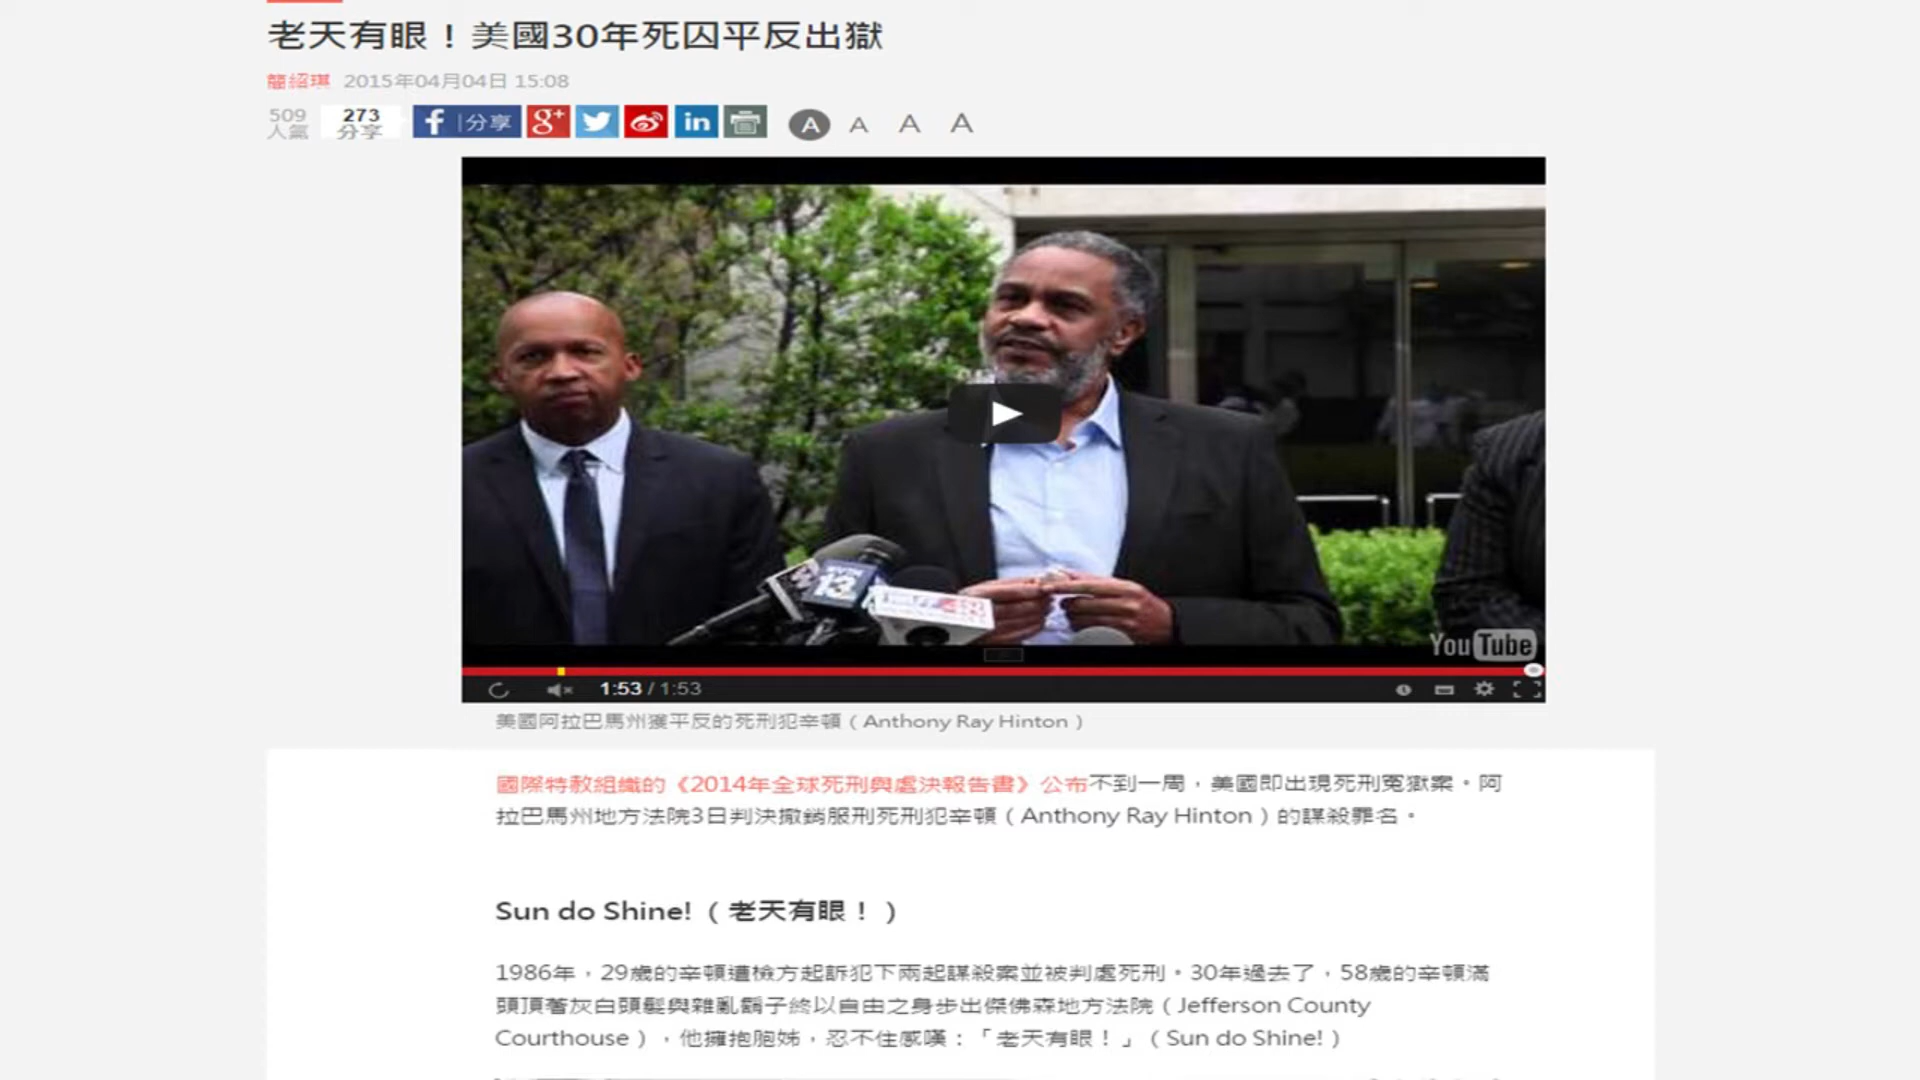 老天有眼！美國30年死囚平反出獄
簡紹琪 2015年04月04日 15:08
509 人氣
273 分享
分享
A A A A
13
YouTube
1:53 / 1:53
美國阿拉巴馬州獲平反的死刑犯辛頓（Anthony Ray Hinton）
國際特赦組織的《2014年全球死刑與處決報告書》公布不到一周，美國即出現死刑冤獄案。阿
拉巴馬州地方法院3日判決撤銷服刑死刑犯辛頓（Anthony Ray Hinton）的謀殺罪名。
Sun do Shine!（老天有眼！）
1986年，29歲的辛頓遭檢方起訴犯下兩起謀殺案並被判處死刑。30年過去了，58歲的辛頓滿
頭頂著灰白頭髮與雜亂鬍子終以自由之身步出傑佛森地方法院（Jefferson County
Courthouse），他擁抱胞姊，忍不住感嘆：「老天有眼！」（Sun do Shine!）